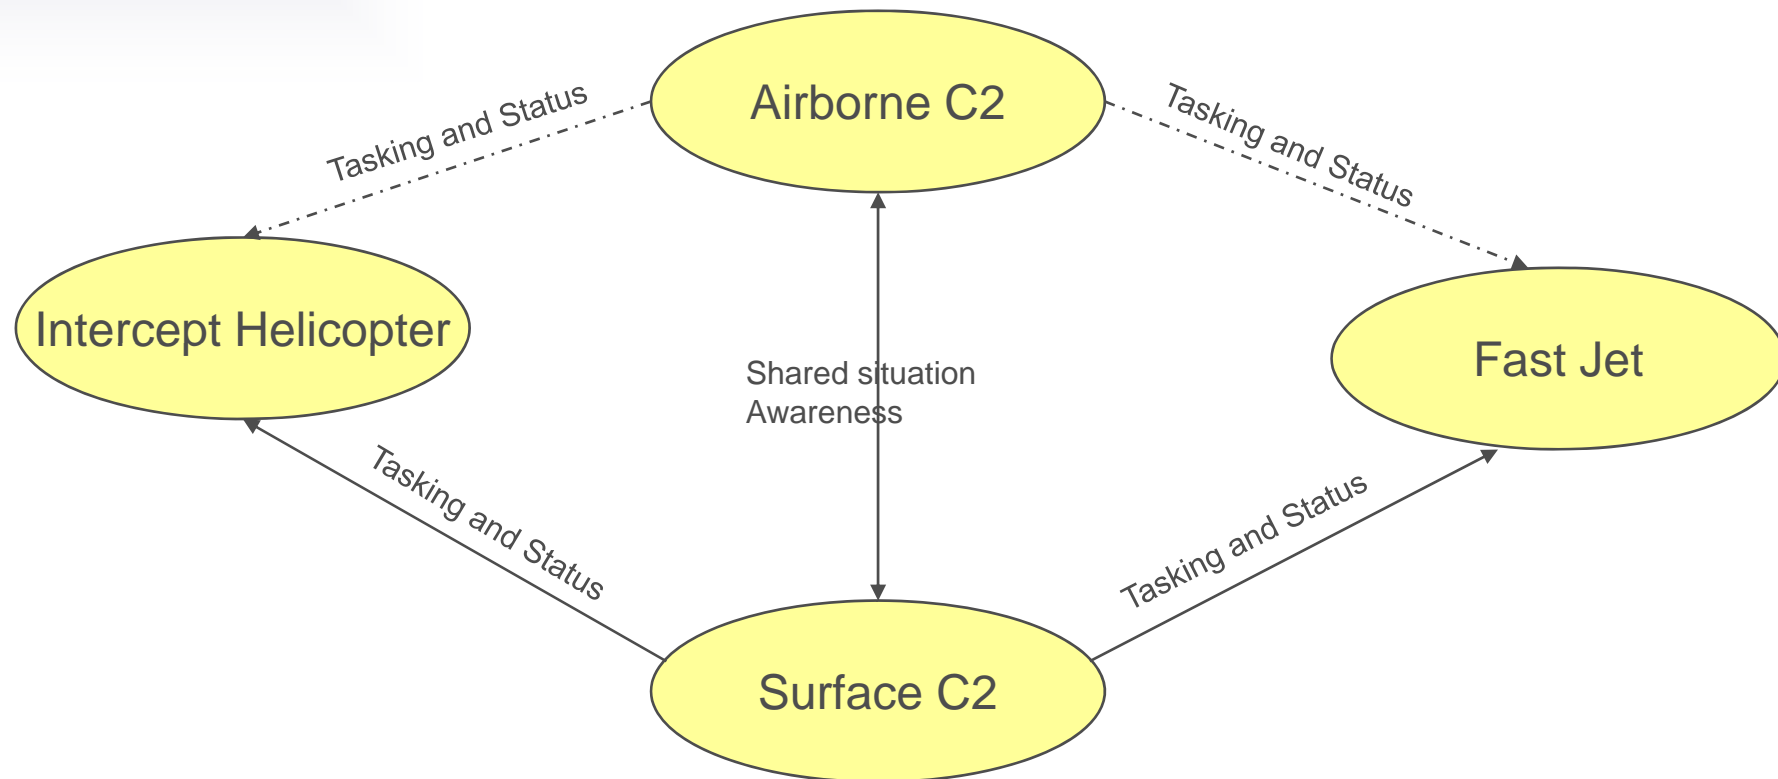 Airborne C2
Tasking and Status
Tasking and Status
Intercept Helicopter
Fast Jet
Shared situation
Awareness
Tasking and Status
Tasking and Status
Surface C2